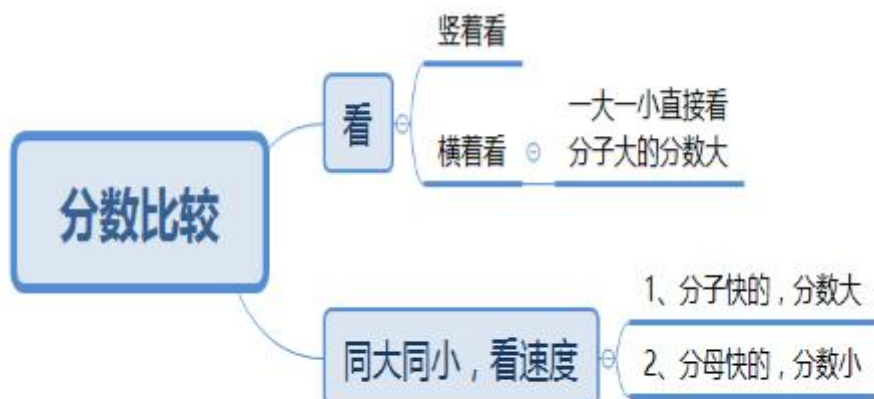 分数比较
看
竖着看
横着看
一大一小直接看
分子大的分数大
同大同小，看速度
1、分子快的，分数大
2、分母快的，分数小